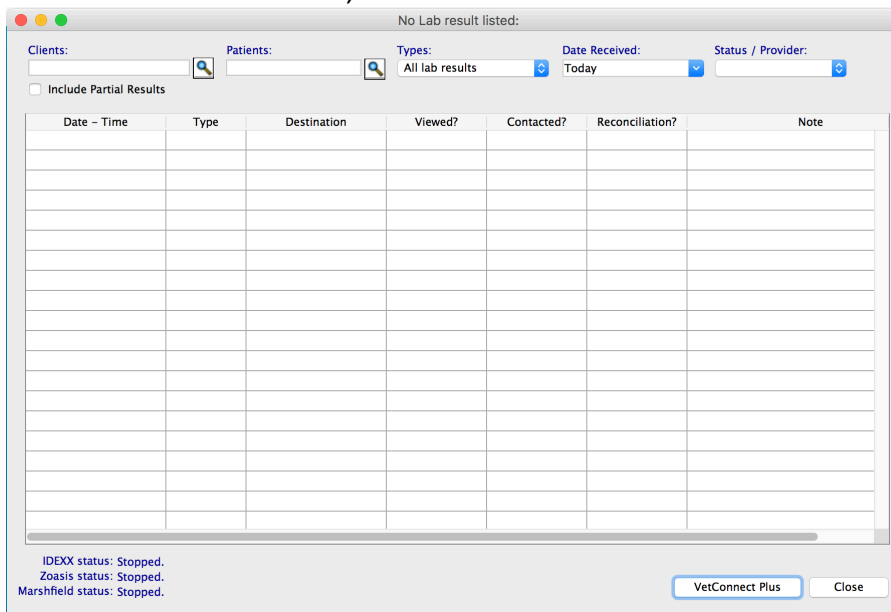 No Lab result listed:
Clients: Patients: Types: Date Received: Status / Provider:
All lab results Today
Include Partial Results
Date – Time Type Destination Viewed? Contacted? Reconciliation? Note
IDEXX status: Stopped.
Zoasis status: Stopped.
Marshfield status: Stopped.
VetConnect Plus Close